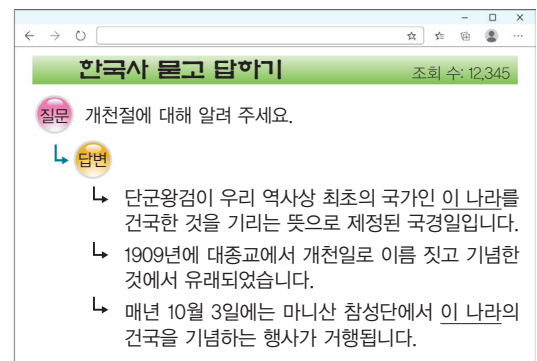 한국사 묻고 답하기
조회 수: 12,345
질문 개천절에 대해 알려 주세요.
답변
단군왕검이 우리 역사상 최초의 국가인 이 나라를
건국한 것을 기리는 뜻으로 제정된 국경일입니다.
1909년에 대종교에서 개천일로 이름 짓고 기념한
것에서 유래되었습니다.
매년 10월 3일에는 마니산 참성단에서 이 나라의
건국을 기념하는 행사가 거행됩니다.